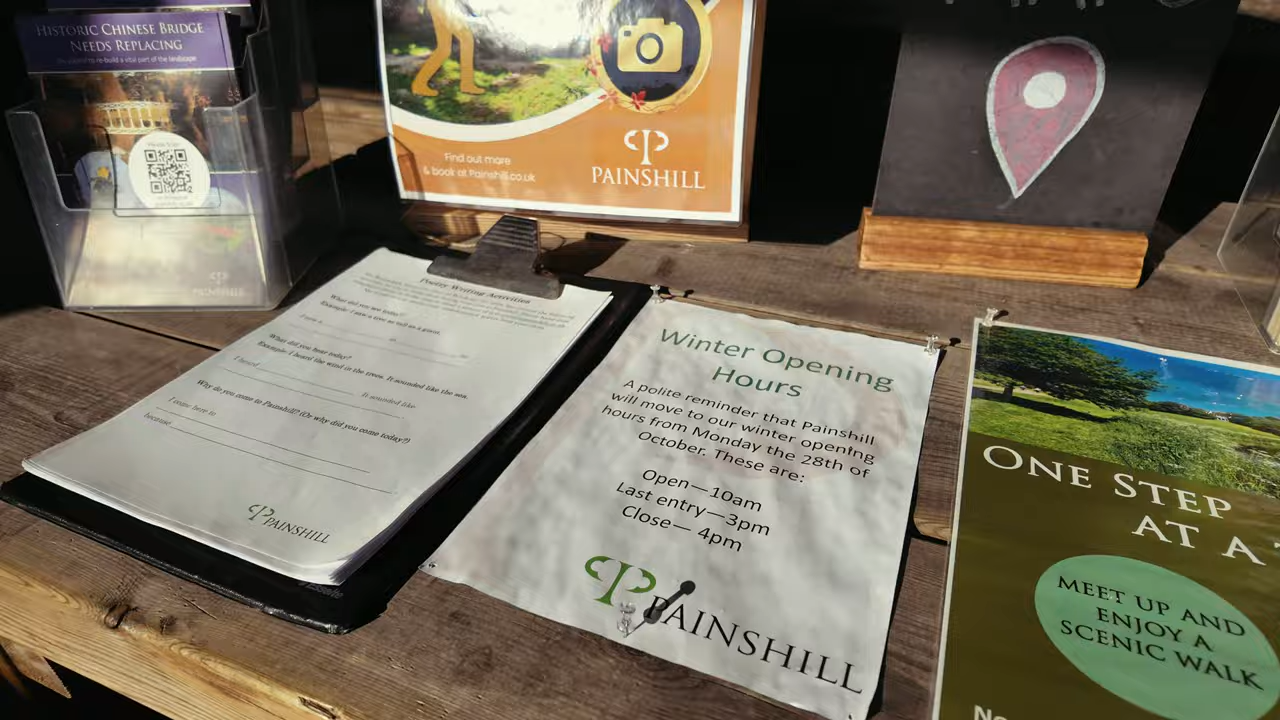 HISTORIC CHINESE BRIDGE
NEEDS REPLACING
Find out more
& book at Painshill.co.uk
PAINSHILL
Poetry Writing Activities
What did you see today?
Example: I saw a tree as tall as a giant.
I saw a
as
What did you hear today?
Example: I heard the wind in the trees. It sounded like the sea.
I heard
It sounded like
Why do you come to Painshill? (Or why did you come today?)
I come here to
because
PAINSHILL
Winter Opening
Hours
A polite reminder that Painshill
will move to our winter opening
hours from Monday the 28th of
October. These are:
Open—10am
Last entry—3pm
Close— 4pm
PAINSHILL
ONE STEP
AT A
MEET UP AND
ENJOY A
SCENIC WALK